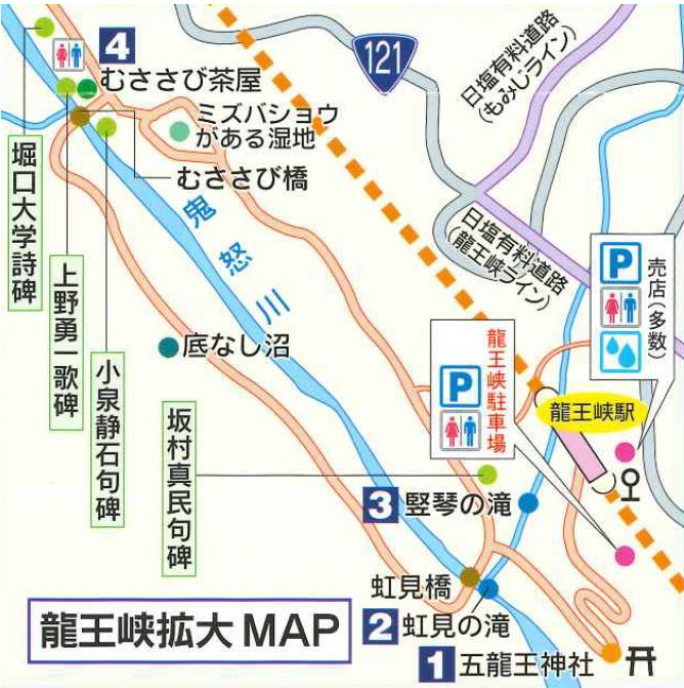 4
むささび茶屋
ミズバショウ
がある湿地
むささび橋
121
日塩有料道路
(もみじライン)
日塩有料道路
(龍王峡ライン)
堀口大学詩碑
上野勇一歌碑
小泉静石句碑
坂村真民句碑
鬼怒川
底なし沼
P
売店(多数)
龍王峡駐車場
P
龍王峡駅
3 竪琴の滝
虹見橋
2 虹見の滝
1 五龍王神社
龍王峡拡大 MAP